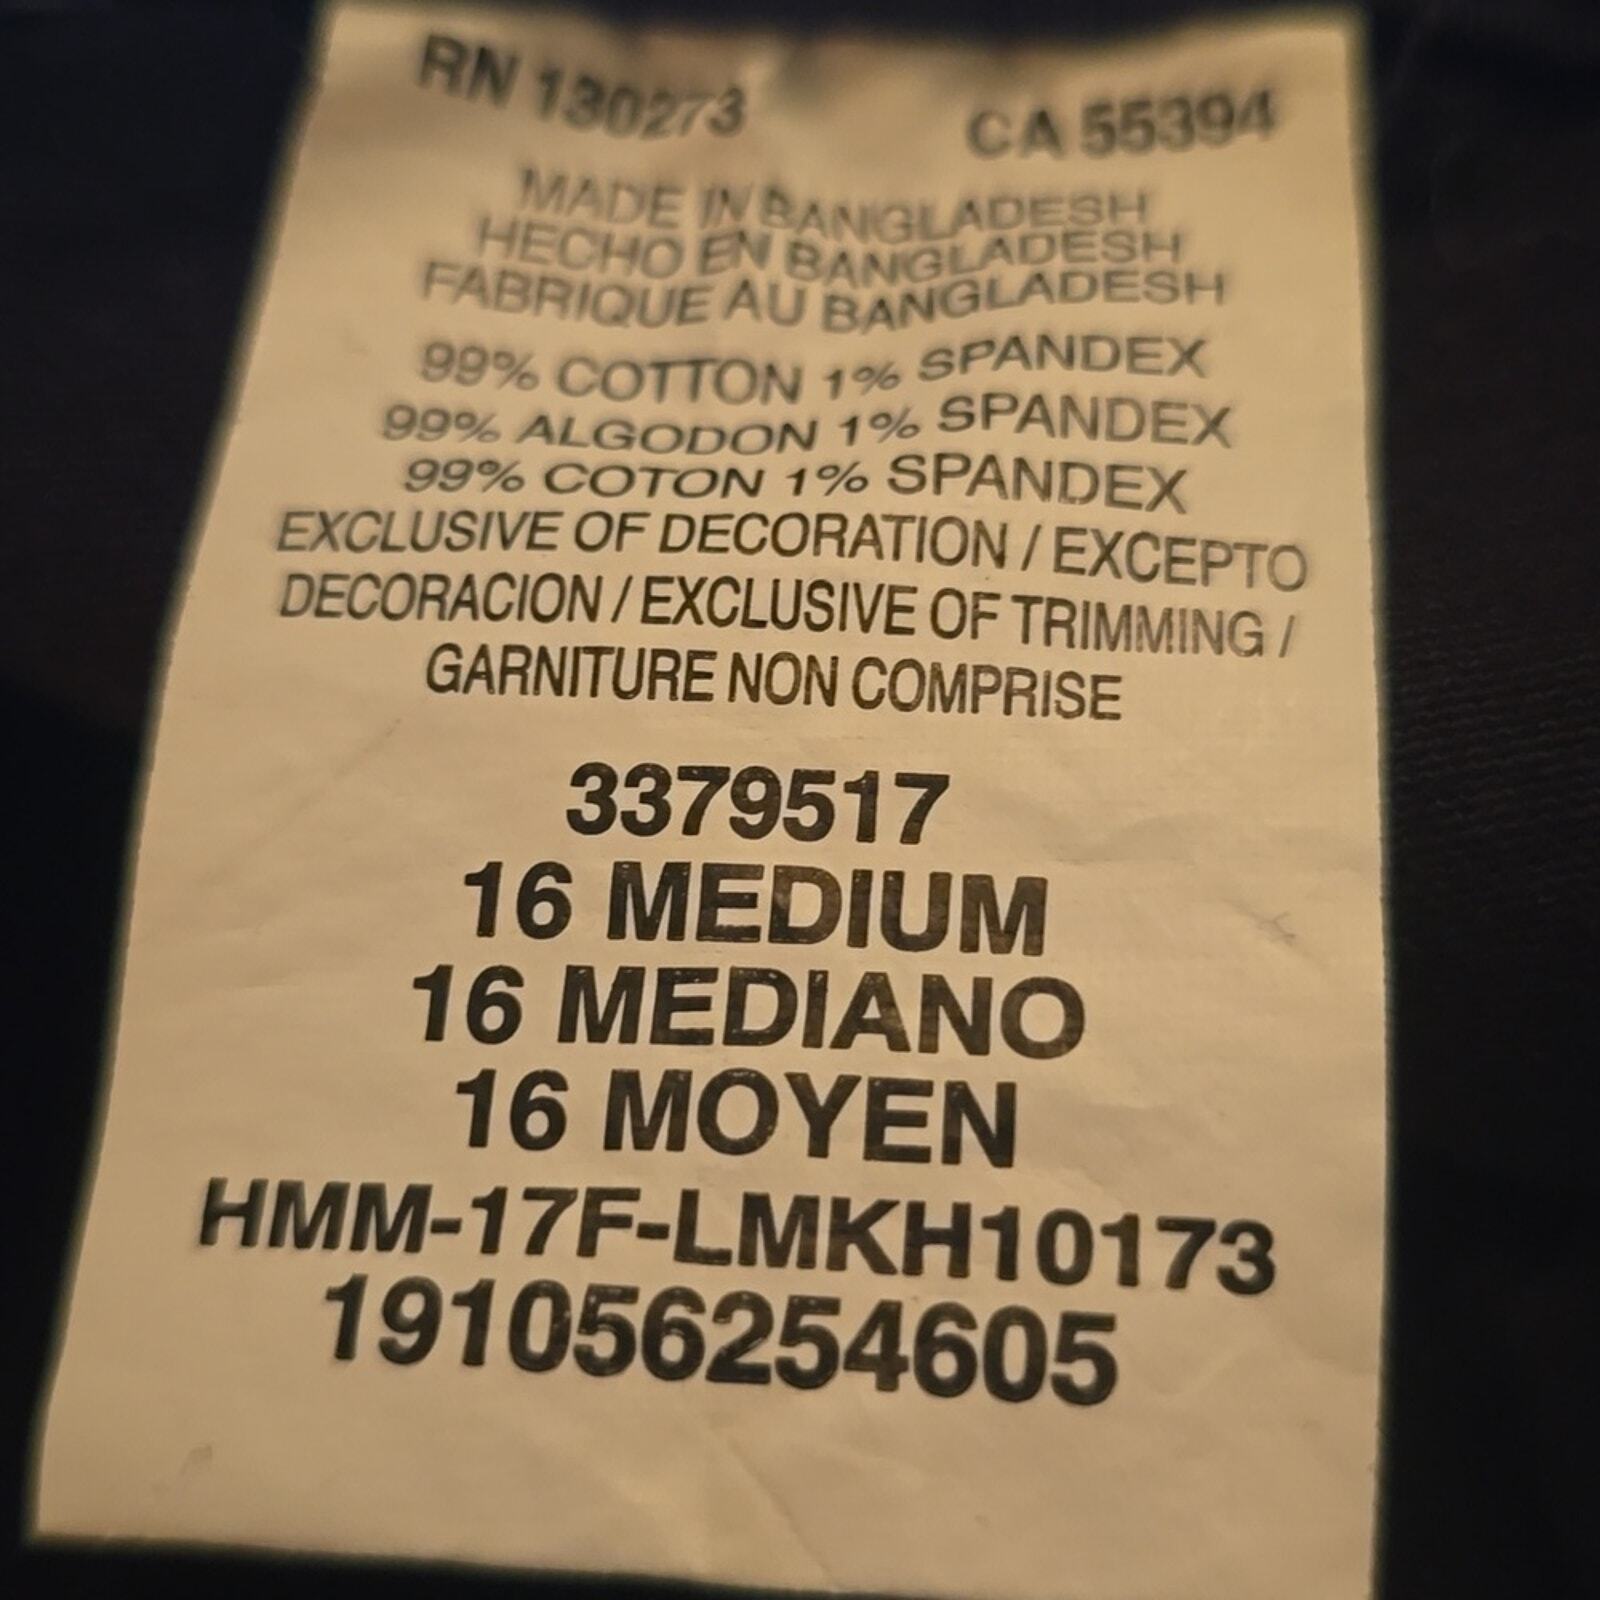 RN 130273 CA 55394
MADE IN BANGLADESH
HECHO EN BANGLADESH
FABRIQUE AU BANGLADESH
99% COTTON 1% SPANDEX
99% ALGODON 1% SPANDEX
99% COTON 1% SPANDEX
EXCLUSIVE OF DECORATION / EXCEPTO
DECORACION / EXCLUSIVE OF TRIMMING /
GARNITURE NON COMPRISE
3379517
16 MEDIUM
16 MEDIANO
16 MOYEN
HMM-17F-LMKH10173
191056254605